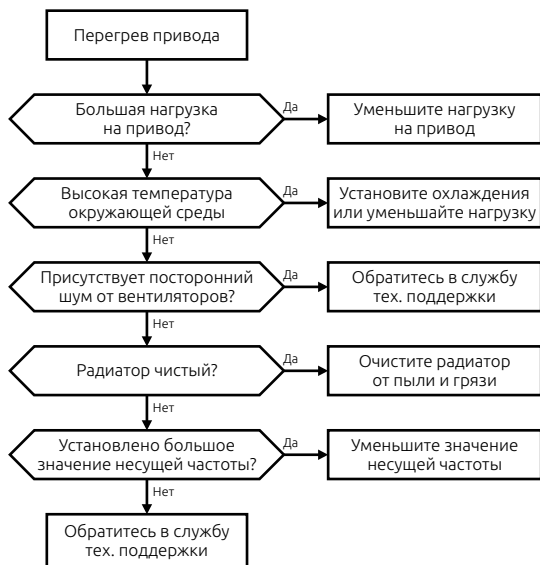 Перегрев привода
Большая нагрузка
на привод?
Да
Уменьшите нагрузку
на привод
Нет
Высокая температура
окружающей среды
Да
Установите охлаждения
или уменьшайте нагрузку
Нет
Присутствует посторонний
шум от вентиляторов?
Да
Обратитесь в службу
тех. поддержки
Нет
Радиатор чистый?
Да
Очистите радиатор
от пыли и грязи
Нет
Установлено большое
значение несущей частоты?
Да
Уменьшите значение
несущей частоты
Нет
Обратитесь в службу
тех. поддержки